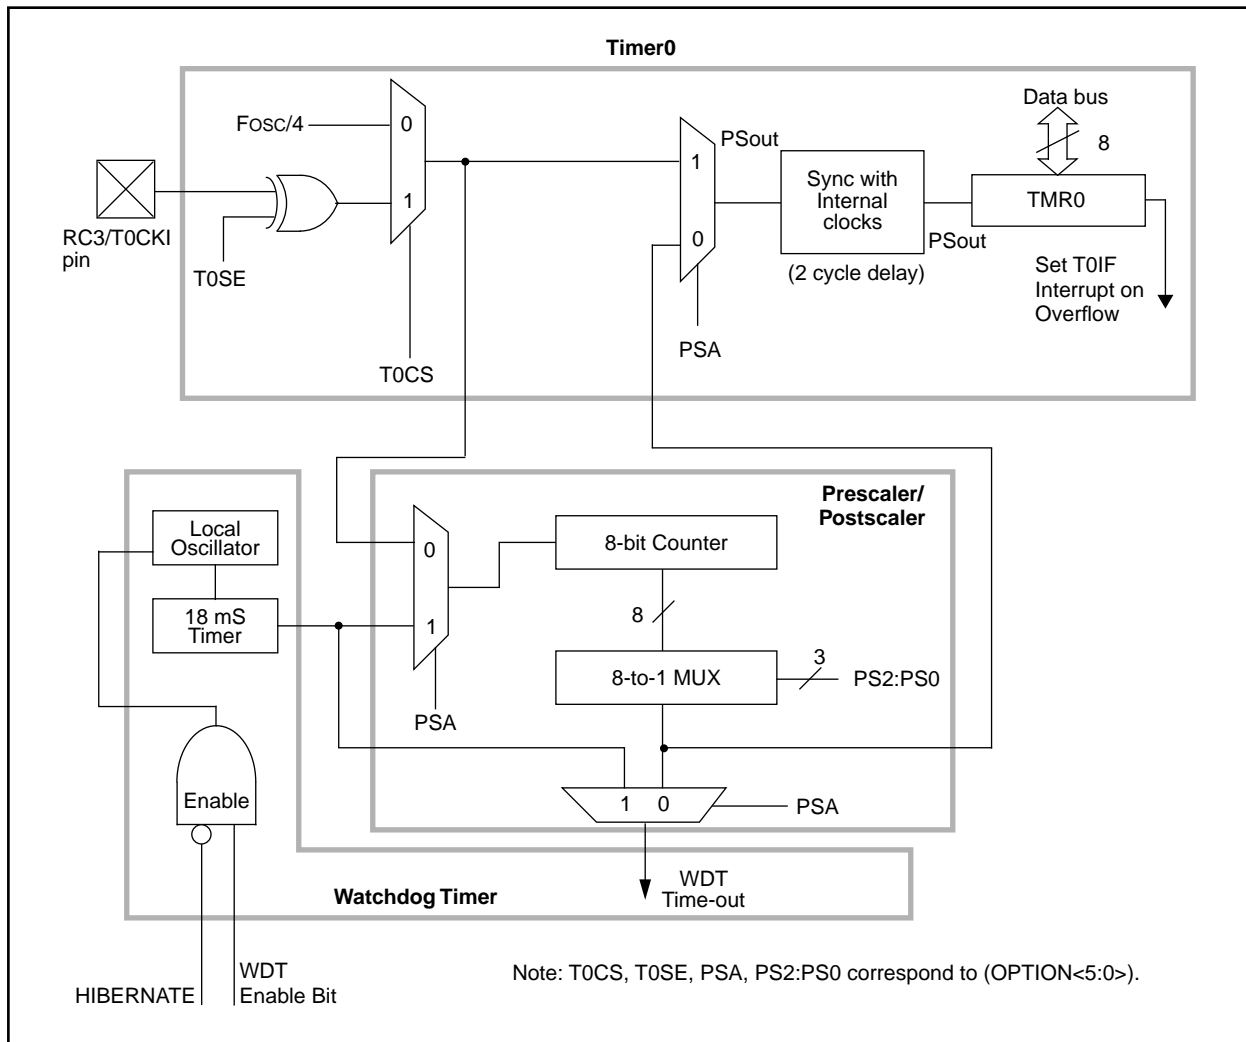 Timer0
Data bus
8
FOSC/4
0
1
PSout
1
0
Sync with
Internal
clocks
(2 cycle delay)
PSout
TMR0
RC3/T0CKI
pin
T0SE
T0CS
PSA
Set T0IF
Interrupt on
Overflow
Prescaler/
Postscaler
Local
Oscillator
18 mS
Timer
0
1
PSA
8-bit Counter
8
8-to-1 MUX
3
PS2:PS0
Enable
1 0
PSA
WDT
Time-out
Watchdog Timer
HIBERNATE
WDT
Enable Bit
Note: T0CS, T0SE, PSA, PS2:PS0 correspond to (OPTION<5:0>).